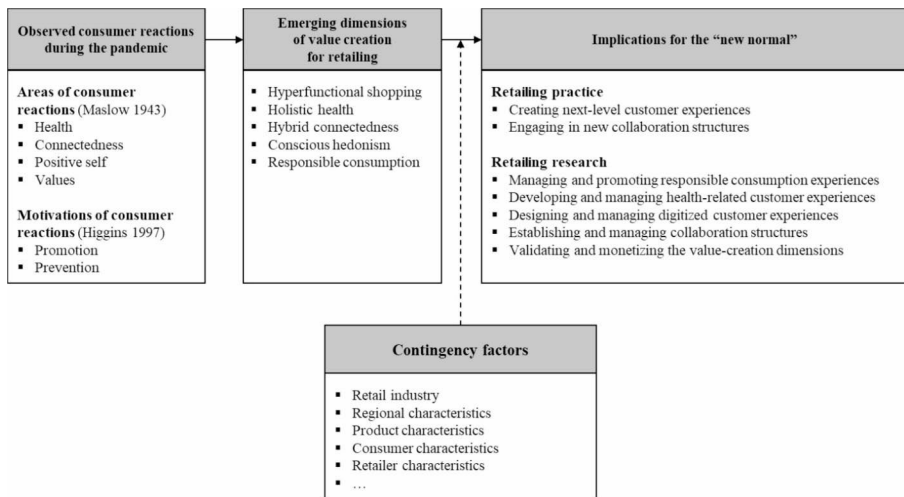 Observed consumer reactions
during the pandemic
Areas of consumer
reactions (Maslow 1943)
▪ Health
▪ Connectedness
▪ Positive self
▪ Values
Motivations of consumer
reactions (Higgins 1997)
▪ Promotion
▪ Prevention
Emerging dimensions
of value creation
for retailing
▪ Hyperfunctional shopping
▪ Holistic health
▪ Hybrid connectedness
▪ Conscious hedonism
▪ Responsible consumption
Implications for the “new normal”
Retailing practice
▪ Creating next-level customer experiences
▪ Engaging in new collaboration structures
Retailing research
▪ Managing and promoting responsible consumption experiences
▪ Developing and managing health-related customer experiences
▪ Designing and managing digitized customer experiences
▪ Establishing and managing collaboration structures
▪ Validating and monetizing the value-creation dimensions
Contingency factors
▪ Retail industry
▪ Regional characteristics
▪ Product characteristics
▪ Consumer characteristics
▪ Retailer characteristics
▪ …